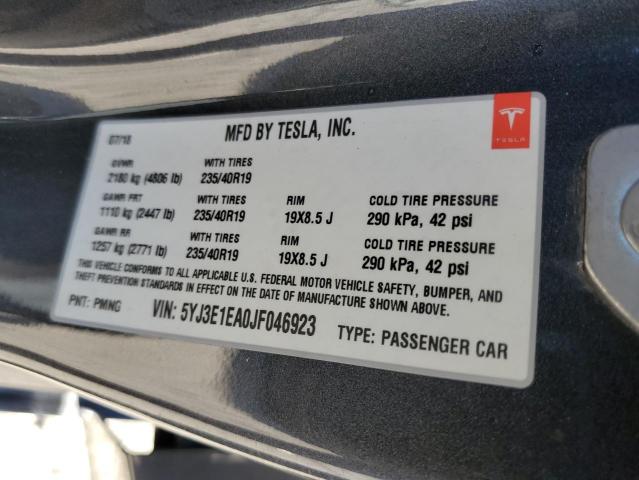 MFD BY TESLA, INC.
TESLA
07/18
GVWR WITH TIRES
2180 kg (4806 lb) 235/40R19
GAWR FRT WITH TIRES RIM COLD TIRE PRESSURE
1110 kg (2447 lb) 235/40R19 19X8.5 J 290 kPa, 42 psi
GAWR RR WITH TIRES RIM COLD TIRE PRESSURE
1257 kg (2771 lb) 235/40R19 19X8.5 J 290 kPa, 42 psi
THIS VEHICLE CONFORMS TO ALL APPLICABLE U.S. FEDERAL MOTOR VEHICLE SAFETY, BUMPER, AND
THEFT PREVENTION STANDARDS IN EFFECT ON THE DATE OF MANUFACTURE SHOWN ABOVE.
PNT: PMNG VIN: 5YJ3E1EA0JF046923 TYPE: PASSENGER CAR